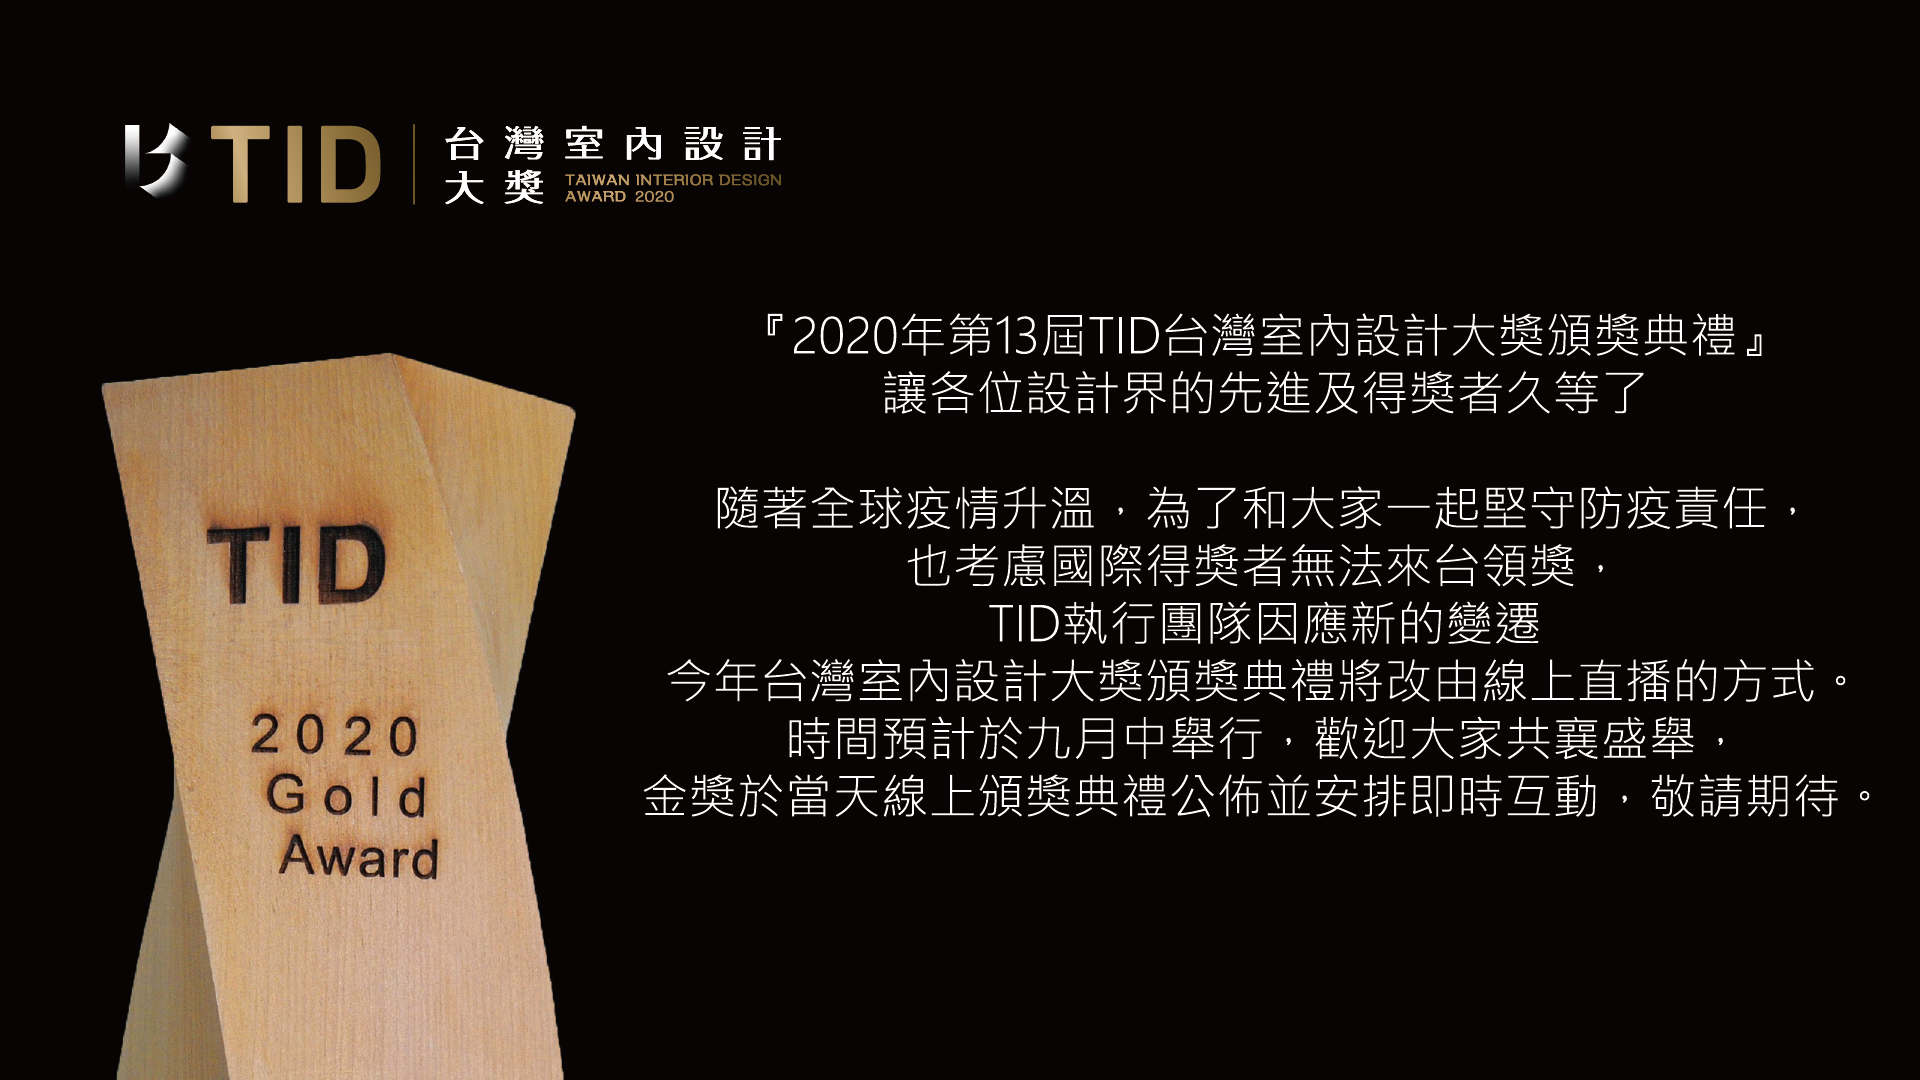 TID
台灣室內設計
大獎
TAIWAN INTERIOR DESIGN
AWARD 2020
『2020年第13屆TID台灣室內設計大獎頒獎典禮』
讓各位設計界的先進及得獎者久等了
隨著全球疫情升溫，為了和大家一起堅守防疫責任，
也考慮國際得獎者無法來台領獎，
TID執行團隊因應新的變遷
今年台灣室內設計大獎頒獎典禮將改由線上直播的方式。
時間預計於九月中舉行，歡迎大家共襄盛舉，
金獎於當天線上頒獎典禮公佈並安排即時互動，敬請期待。
TID
2020
Gold
Award